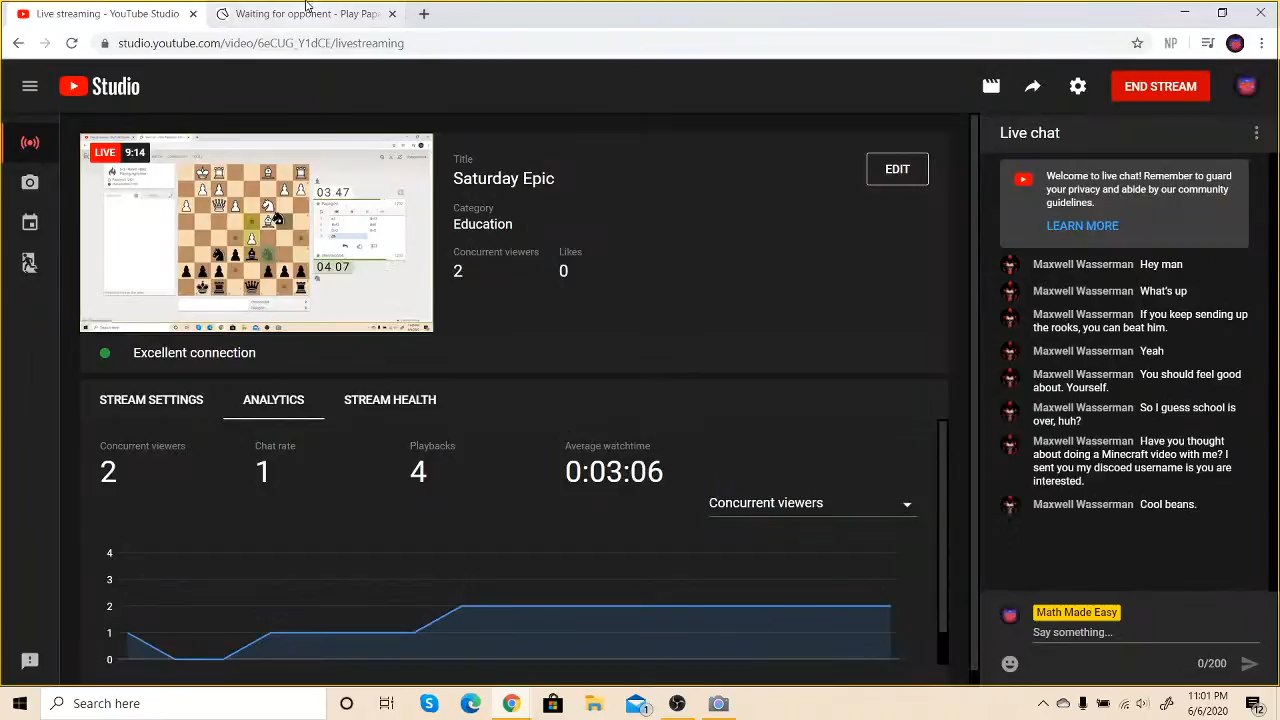 Live streaming - YouTube Studio
Waiting for opponent - Play Papa
studio.youtube.com/video/6eCUG_Y1dCE/livestreaming
NP
Studio
END STREAM
LIVE 9:14
03 47
04:07
Title
Saturday Epic
EDIT
Category
Education
Concurrent viewers
Likes
2
0
Excellent connection
STREAM SETTINGS
ANALYTICS
STREAM HEALTH
Concurrent viewers
Chat rate
Playbacks
Average watchtime
2
1
4
0:03:06
Concurrent viewers
4
3
2
1
0
Live chat
Welcome to live chat! Remember to guard
your privacy and abide by our community
guidelines.
LEARN MORE
Maxwell Wasserman Hey man
Maxwell Wasserman What's up
Maxwell Wasserman If you keep sending up
the rooks, you can beat him.
Maxwell Wasserman Yeah
Maxwell Wasserman You should feel good
about. Yourself.
Maxwell Wasserman So I guess school is
over, huh?
Maxwell Wasserman Have you thought
about doing a Minecraft video with me? I
sent you my discord username is you are
interested.
Maxwell Wasserman Cool beans.
Math Made Easy
Say something...
0/200
Search here
1
11:01 PM
6/6/2020
12